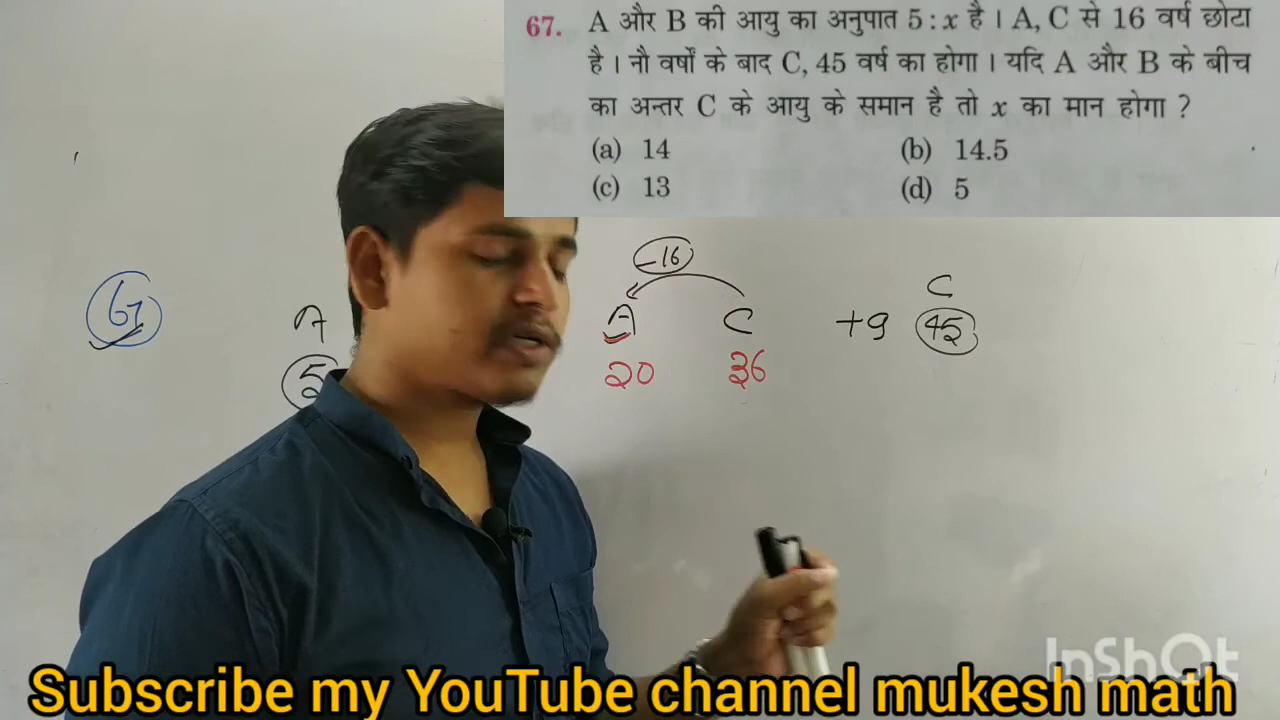 67. A और B की आयु का अनुपात 5 : x है । A, C से 16 वर्ष छोटा
है । नौ वर्षों के बाद C, 45 वर्ष का होगा । यदि A और B के बीच
का अन्तर C के आयु के समान है तो x का मान होगा ?
(a) 14 (b) 14.5
(c) 13 (d) 5
-16
67 A A C +9 C
5 20 36 45
InShOt
Subscribe my YouTube channel mukesh math